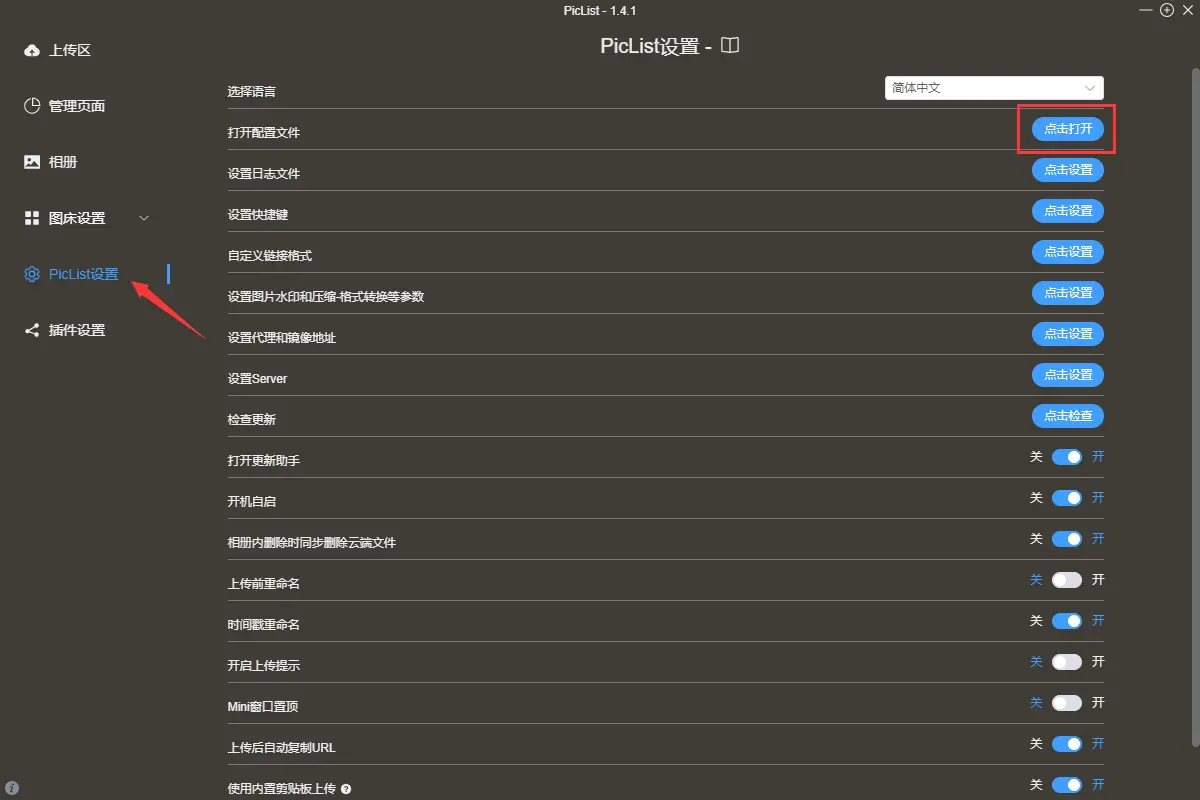 PicList - 1.4.1
上传区
管理页面
相册
图床设置
PicList设置
插件设置
PicList设置 -
选择语言 简体中文
打开配置文件 点击打开
设置日志文件 点击设置
设置快捷键 点击设置
自定义链接格式 点击设置
设置图片水印和压缩-格式转换等参数 点击设置
设置代理和镜像地址 点击设置
设置Server 点击设置
检查更新 点击检查
打开更新助手 关 开
开机自启 关 开
相册内删除时同步删除云端文件 关 开
上传前重命名 关 开
时间戳重命名 关 开
开启上传提示 关 开
Mini窗口置顶 关 开
上传后自动复制URL 关 开
使用内置剪贴板上传 ? 关 开